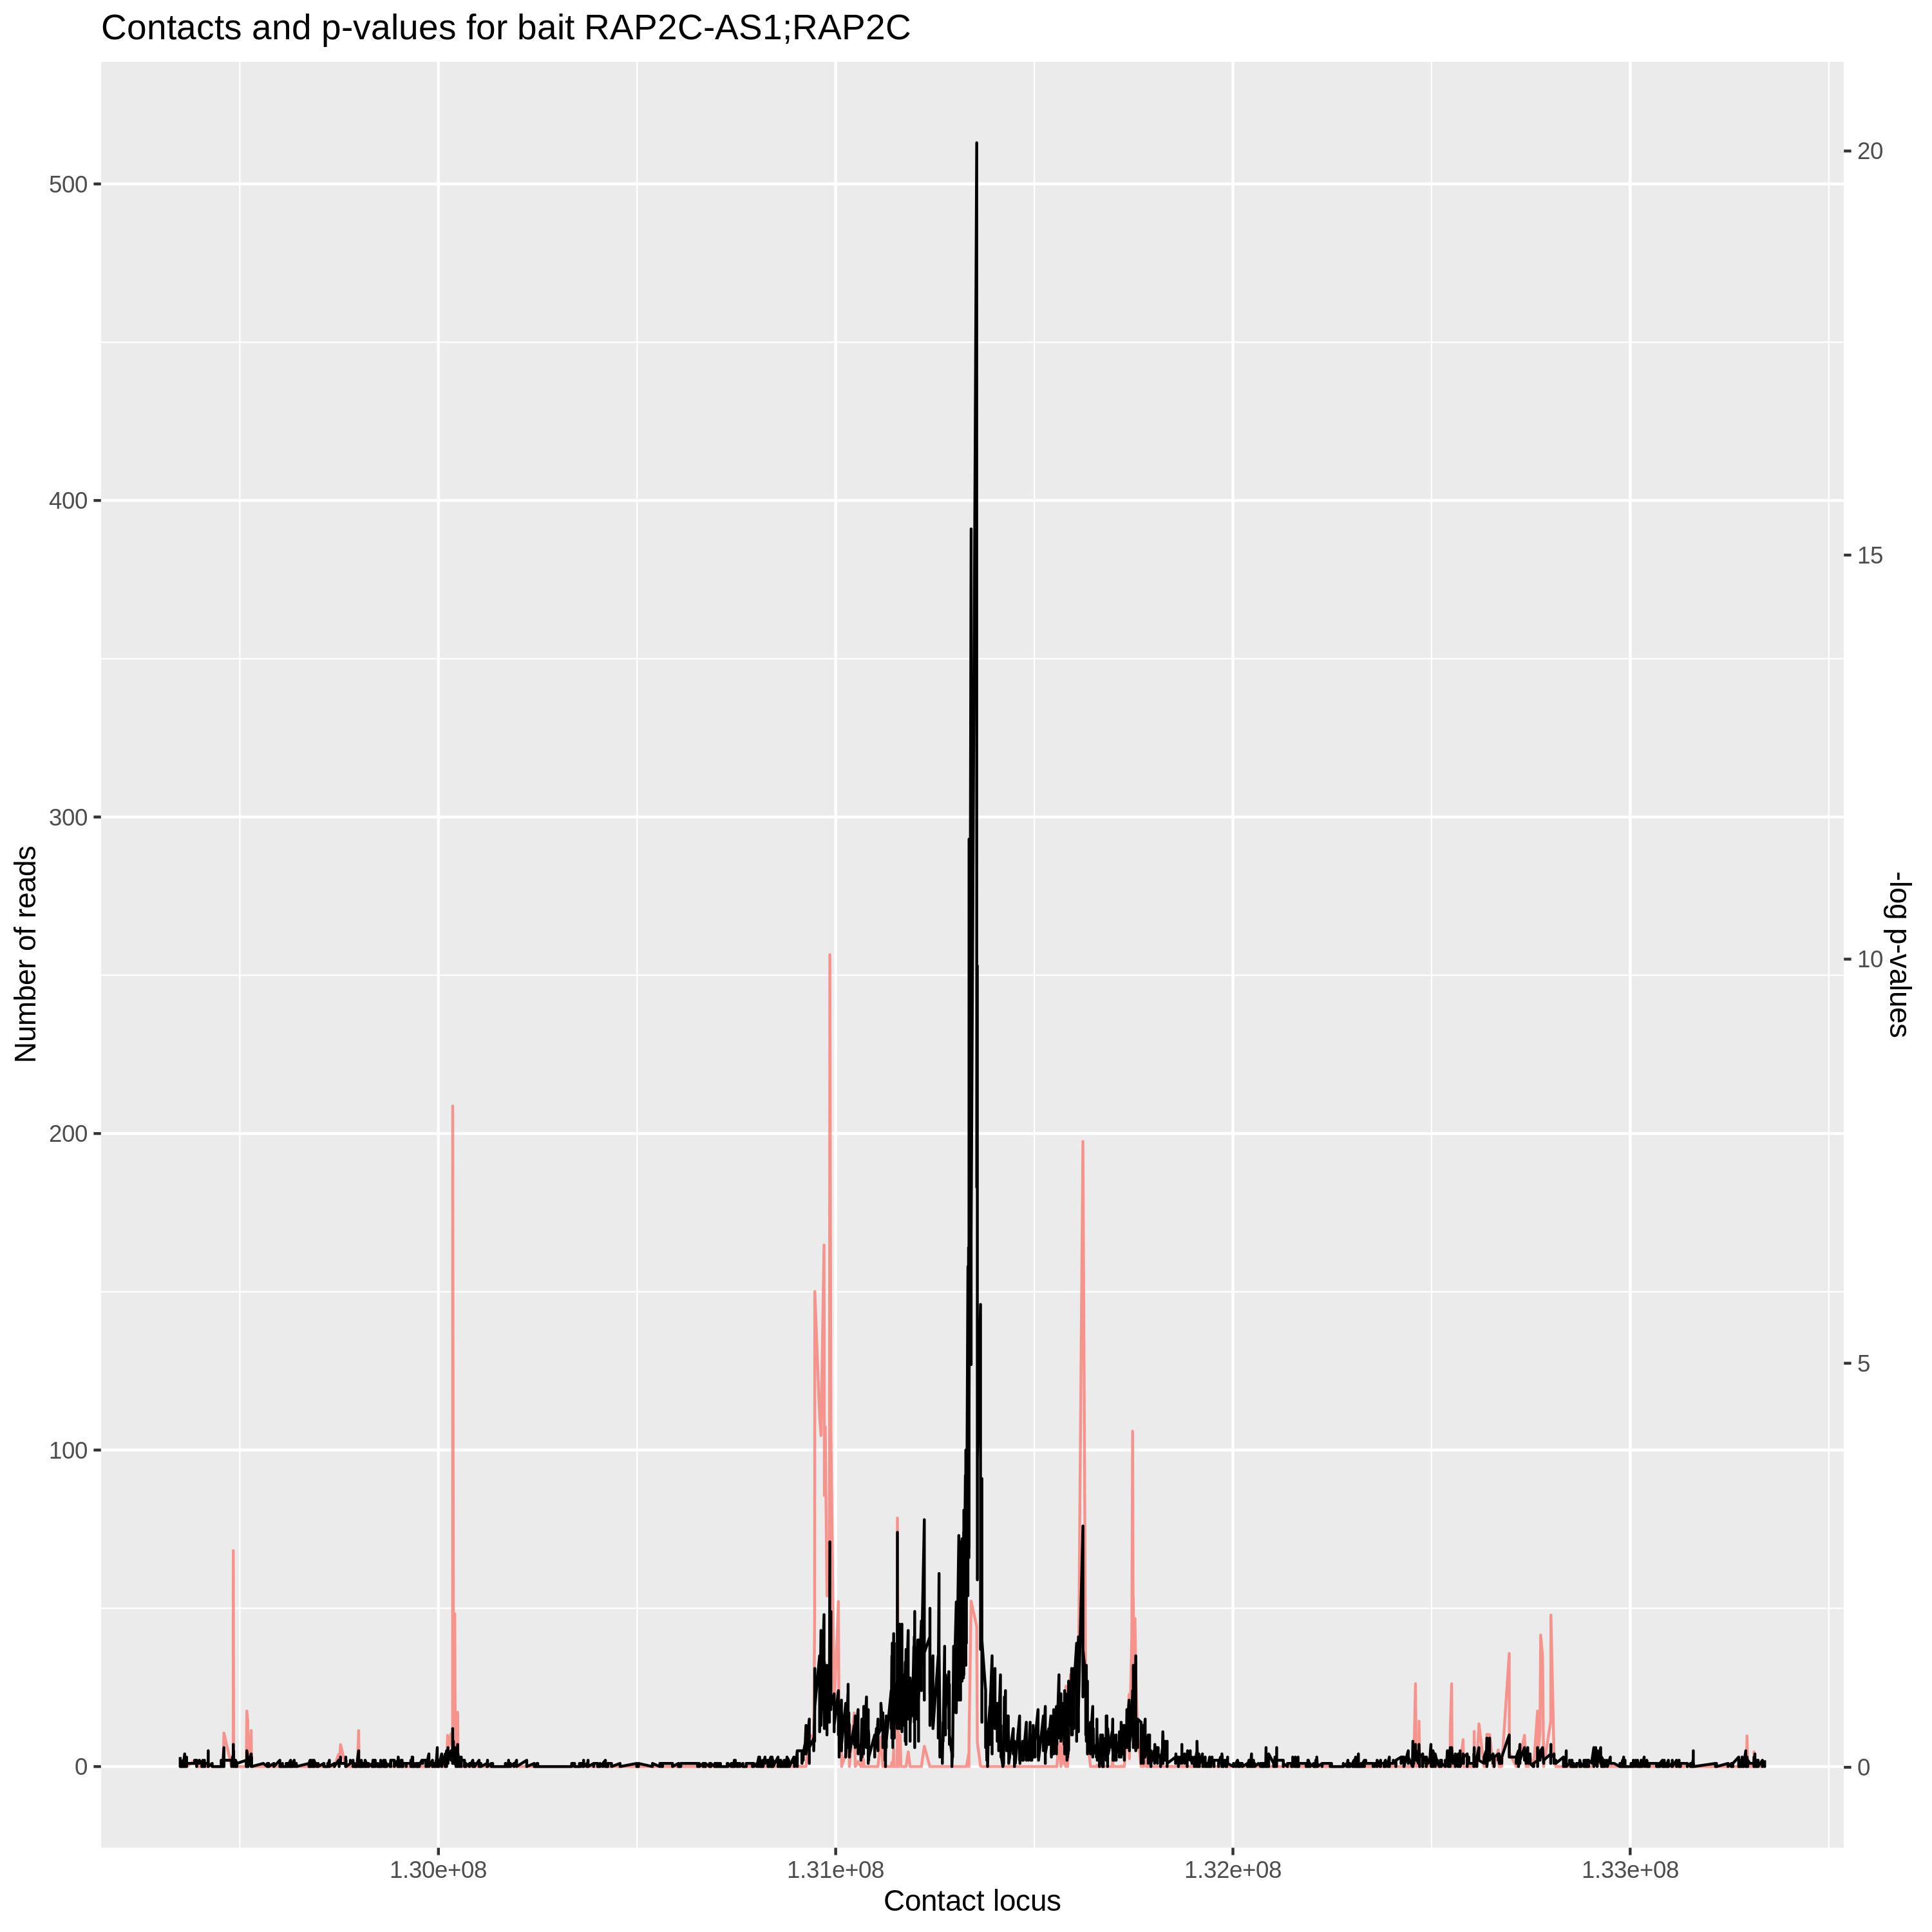 Contacts and p-values for bait RAP2C-AS1;RAP2C
500
400
300
200
100
0
Number of reads
20
15
10
5
0
-log p-values
1.30e+08 1.31e+08 1.32e+08 1.33e+08
Contact locus